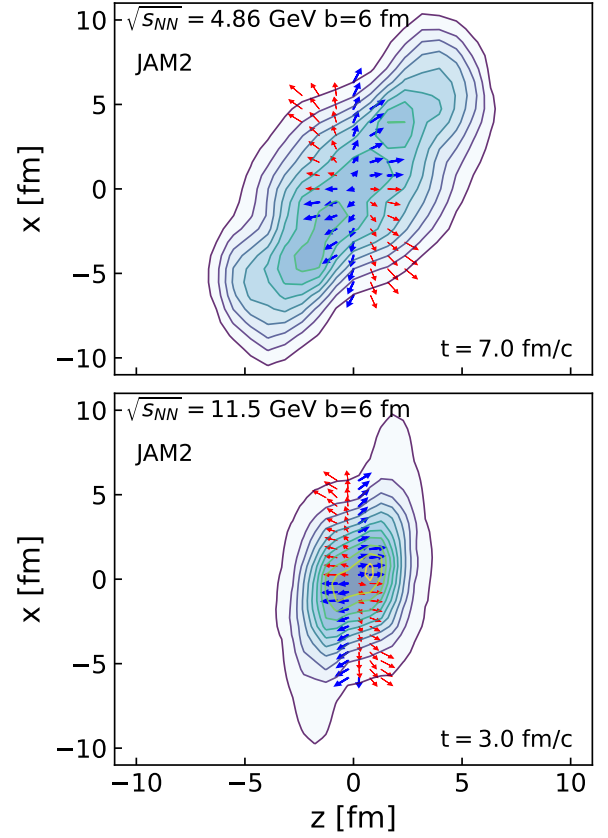 √s_NN = 4.86 GeV b=6 fm
JAM2
10
5
0
−5
−10
x [fm]
t = 7.0 fm/c
√s_NN = 11.5 GeV b=6 fm
JAM2
10
5
0
−5
−10
x [fm]
t = 3.0 fm/c
−10 −5 0 5 10
z [fm]